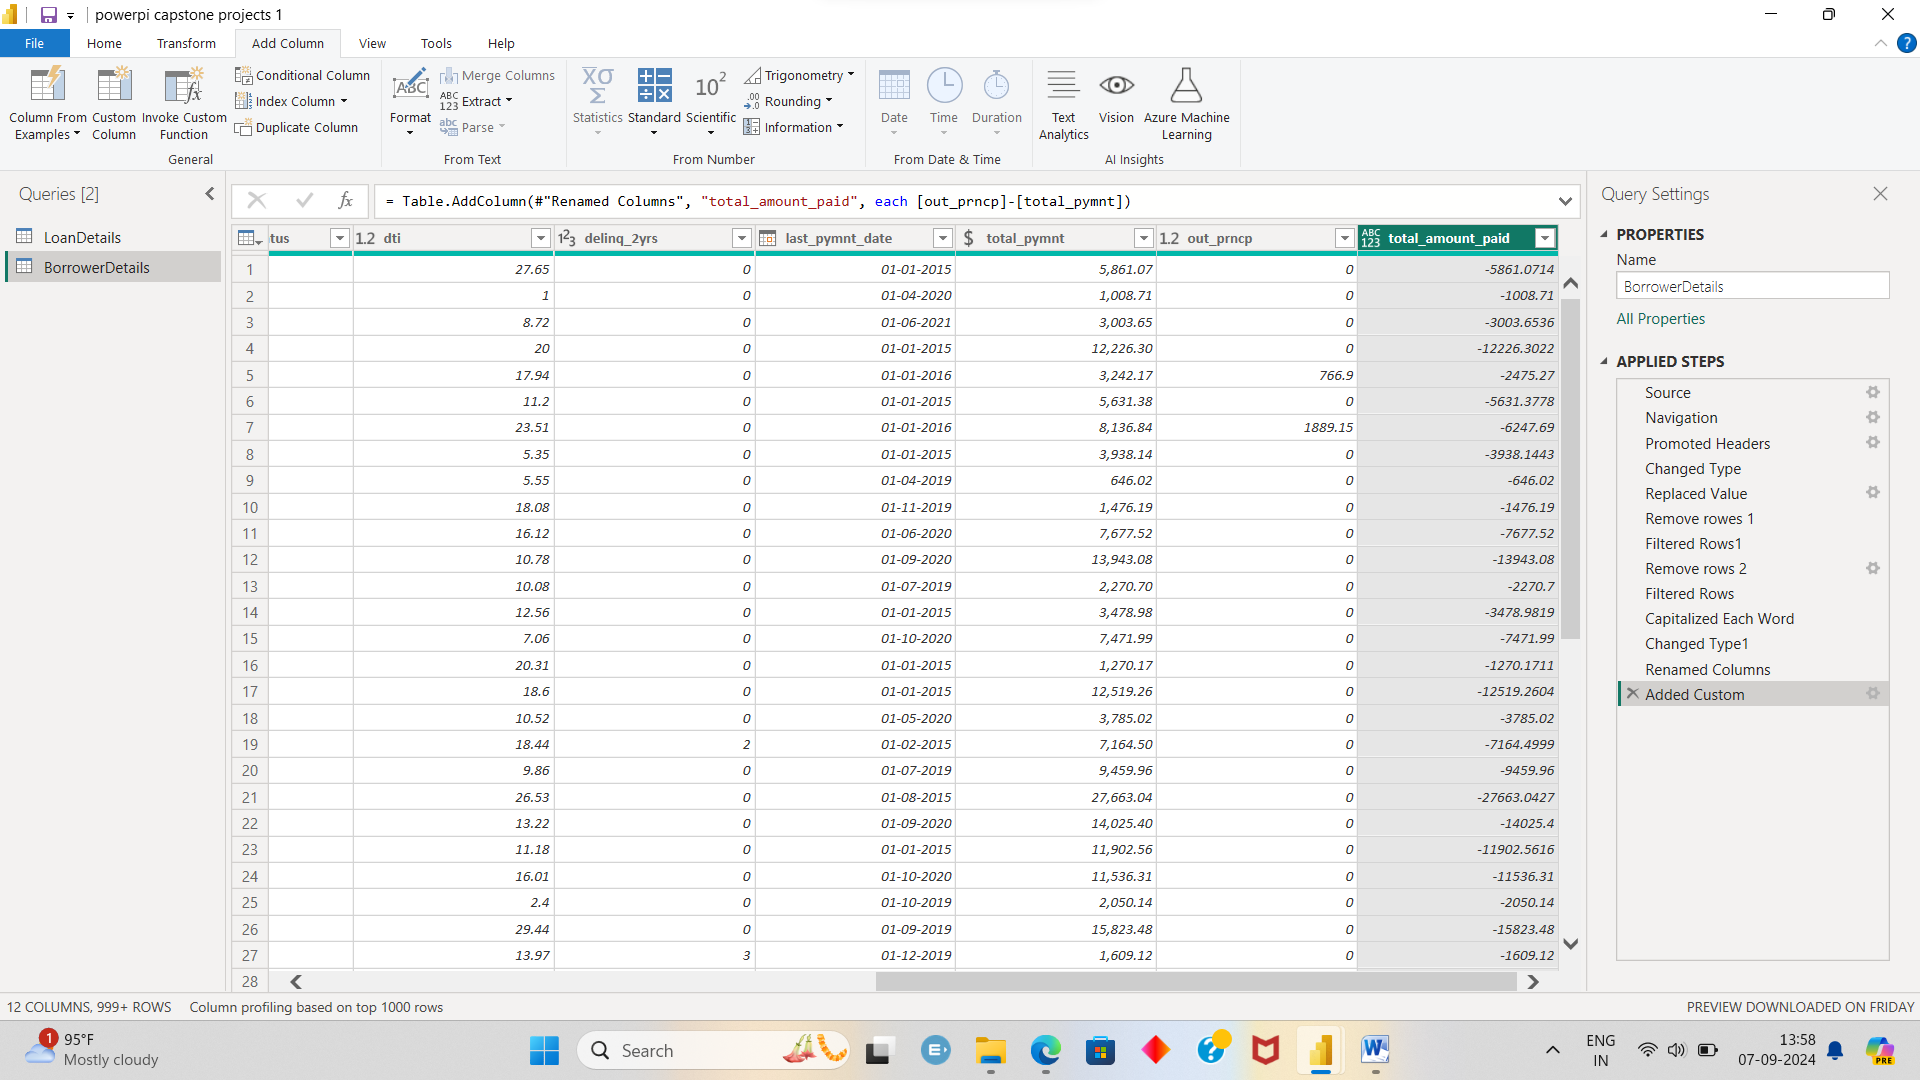 powerpi capstone projects 1
File Home Transform Add Column View Tools Help
Column From Examples
Custom Column
Invoke Custom Function
Conditional Column
Index Column
Duplicate Column
General
Format
Merge Columns
Extract
Parse
From Text
Statistics
Standard
Scientific
Trigonometry
Rounding
Information
From Number
Date
Time
Duration
From Date & Time
Text Analytics
Vision
Azure Machine Learning
AI Insights
Queries [2]
LoanDetails
BorrowerDetails
= Table.AddColumn(#"Renamed Columns", "total_amount_paid", each [out_prncp]-[total_pymnt])
tus 1.2 dti 123 delinq_2yrs last_pymnt_date $ total_pymnt 1.2 out_prncp ABC 123 total_amount_paid
1 27.65 0 01-01-2015 5,861.07 0 -5861.0714
2 1 0 01-04-2020 1,008.71 0 -1008.71
3 8.72 0 01-06-2021 3,003.65 0 -3003.6536
4 20 0 01-01-2015 12,226.30 0 -12226.3022
5 17.94 0 01-01-2016 3,242.17 766.9 -2475.27
6 11.2 0 01-01-2015 5,631.38 0 -5631.3778
7 23.51 0 01-01-2016 8,136.84 1889.15 -6247.69
8 5.35 0 01-01-2015 3,938.14 0 -3938.1443
9 5.55 0 01-04-2019 646.02 0 -646.02
10 18.08 0 01-11-2019 1,476.19 0 -1476.19
11 16.12 0 01-06-2020 7,677.52 0 -7677.52
12 10.78 0 01-09-2020 13,943.08 0 -13943.08
13 10.08 0 01-07-2019 2,270.70 0 -2270.7
14 12.56 0 01-01-2015 3,478.98 0 -3478.9819
15 7.06 0 01-10-2020 7,471.99 0 -7471.99
16 20.31 0 01-01-2015 1,270.17 0 -1270.1711
17 18.6 0 01-01-2015 12,519.26 0 -12519.2604
18 10.52 0 01-05-2020 3,785.02 0 -3785.02
19 18.44 2 01-02-2015 7,164.50 0 -7164.4999
20 9.86 0 01-07-2019 9,459.96 0 -9459.96
21 26.53 0 01-08-2015 27,663.04 0 -27663.0427
22 13.22 0 01-09-2020 14,025.40 0 -14025.4
23 11.18 0 01-01-2015 11,902.56 0 -11902.5616
24 16.01 0 01-10-2020 11,536.31 0 -11536.31
25 2.4 0 01-10-2019 2,050.14 0 -2050.14
26 29.44 0 01-09-2019 15,823.48 0 -15823.48
27 13.97 3 01-12-2019 1,609.12 0 -1609.12
28
Query Settings
PROPERTIES
Name
BorrowerDetails
All Properties
APPLIED STEPS
Source
Navigation
Promoted Headers
Changed Type
Replaced Value
Remove rowes 1
Filtered Rows1
Remove rows 2
Filtered Rows
Capitalized Each Word
Changed Type1
Renamed Columns
Added Custom
12 COLUMNS, 999+ ROWS Column profiling based on top 1000 rows
PREVIEW DOWNLOADED ON FRIDAY
1
95°F
Mostly cloudy
Search
ENG
IN
13:58
07-09-2024
PRE